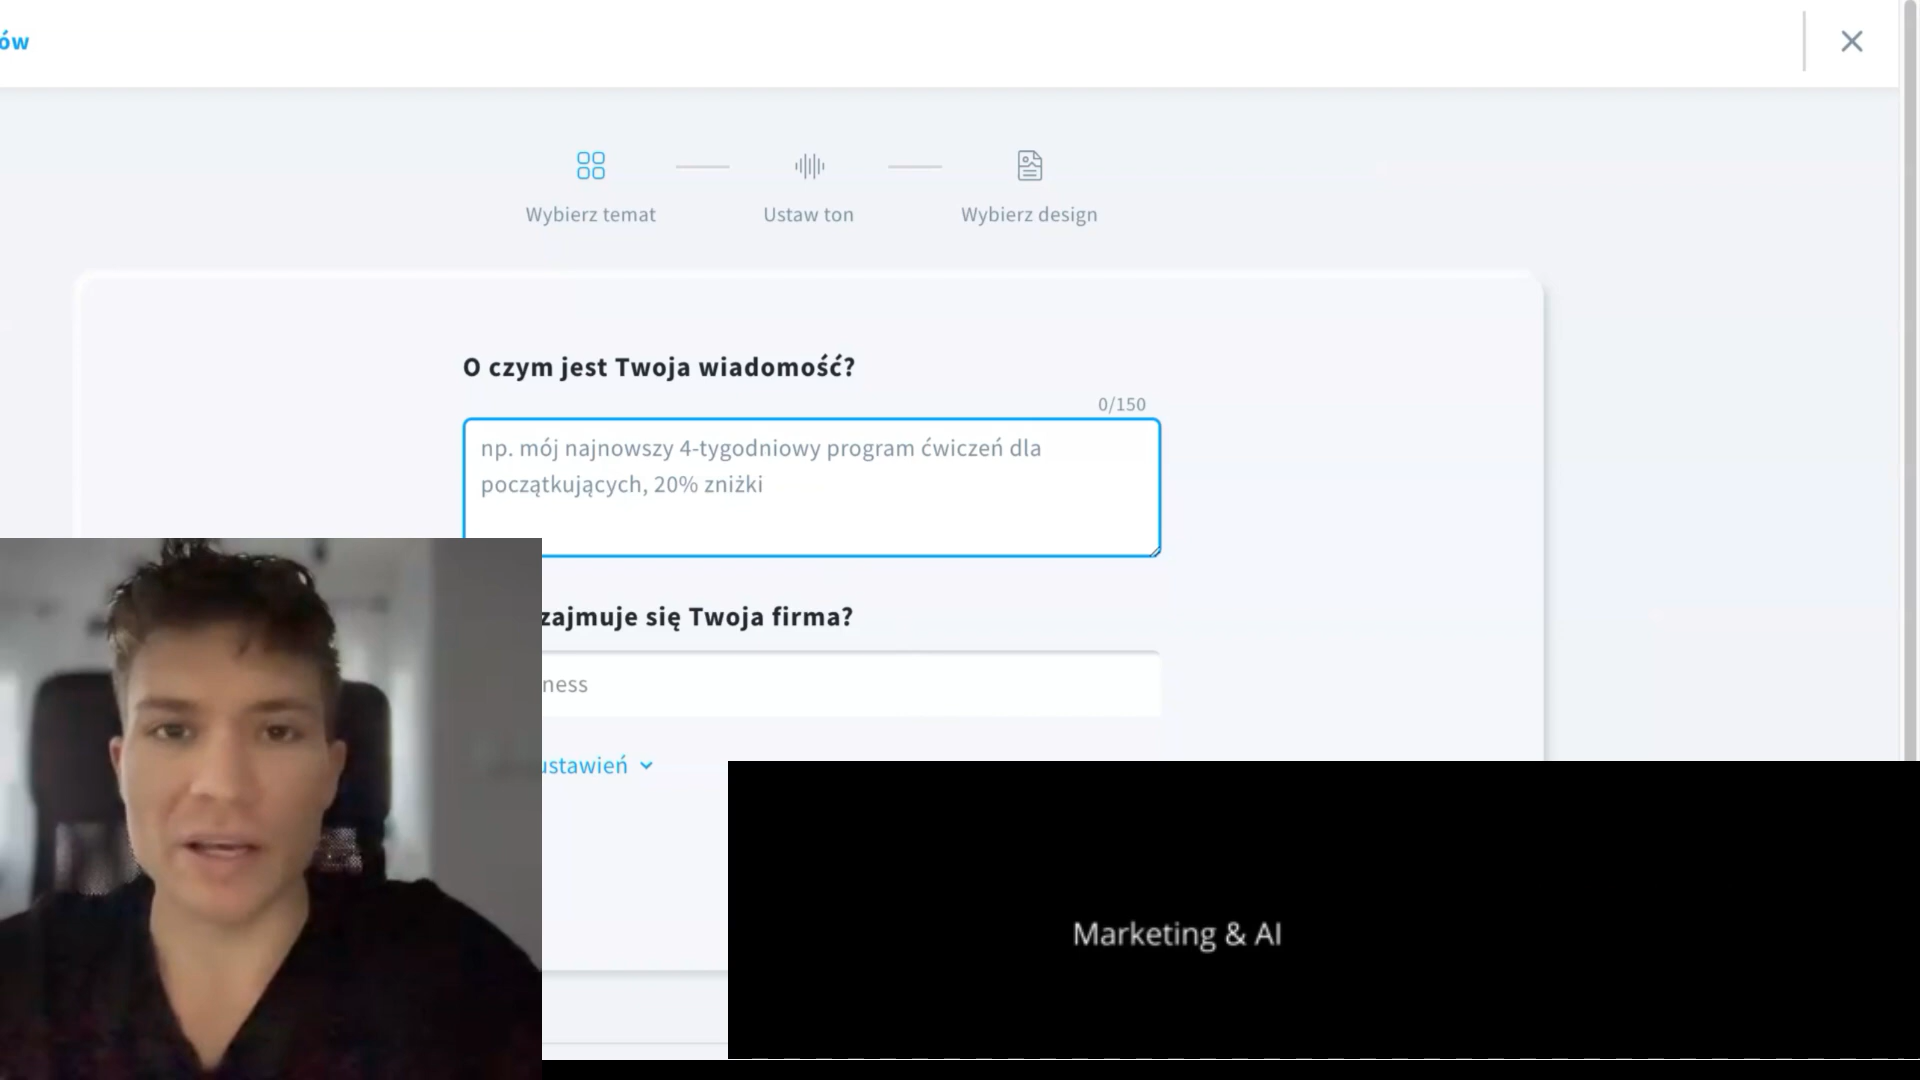 ów
Wybierz temat
Ustaw ton
Wybierz design
O czym jest Twoja wiadomość?
0/150
np. mój najnowszy 4-tygodniowy program ćwiczeń dla
początkujących, 20% zniżki
zajmuje się Twoja firma?
ness
ustawień
Marketing & AI